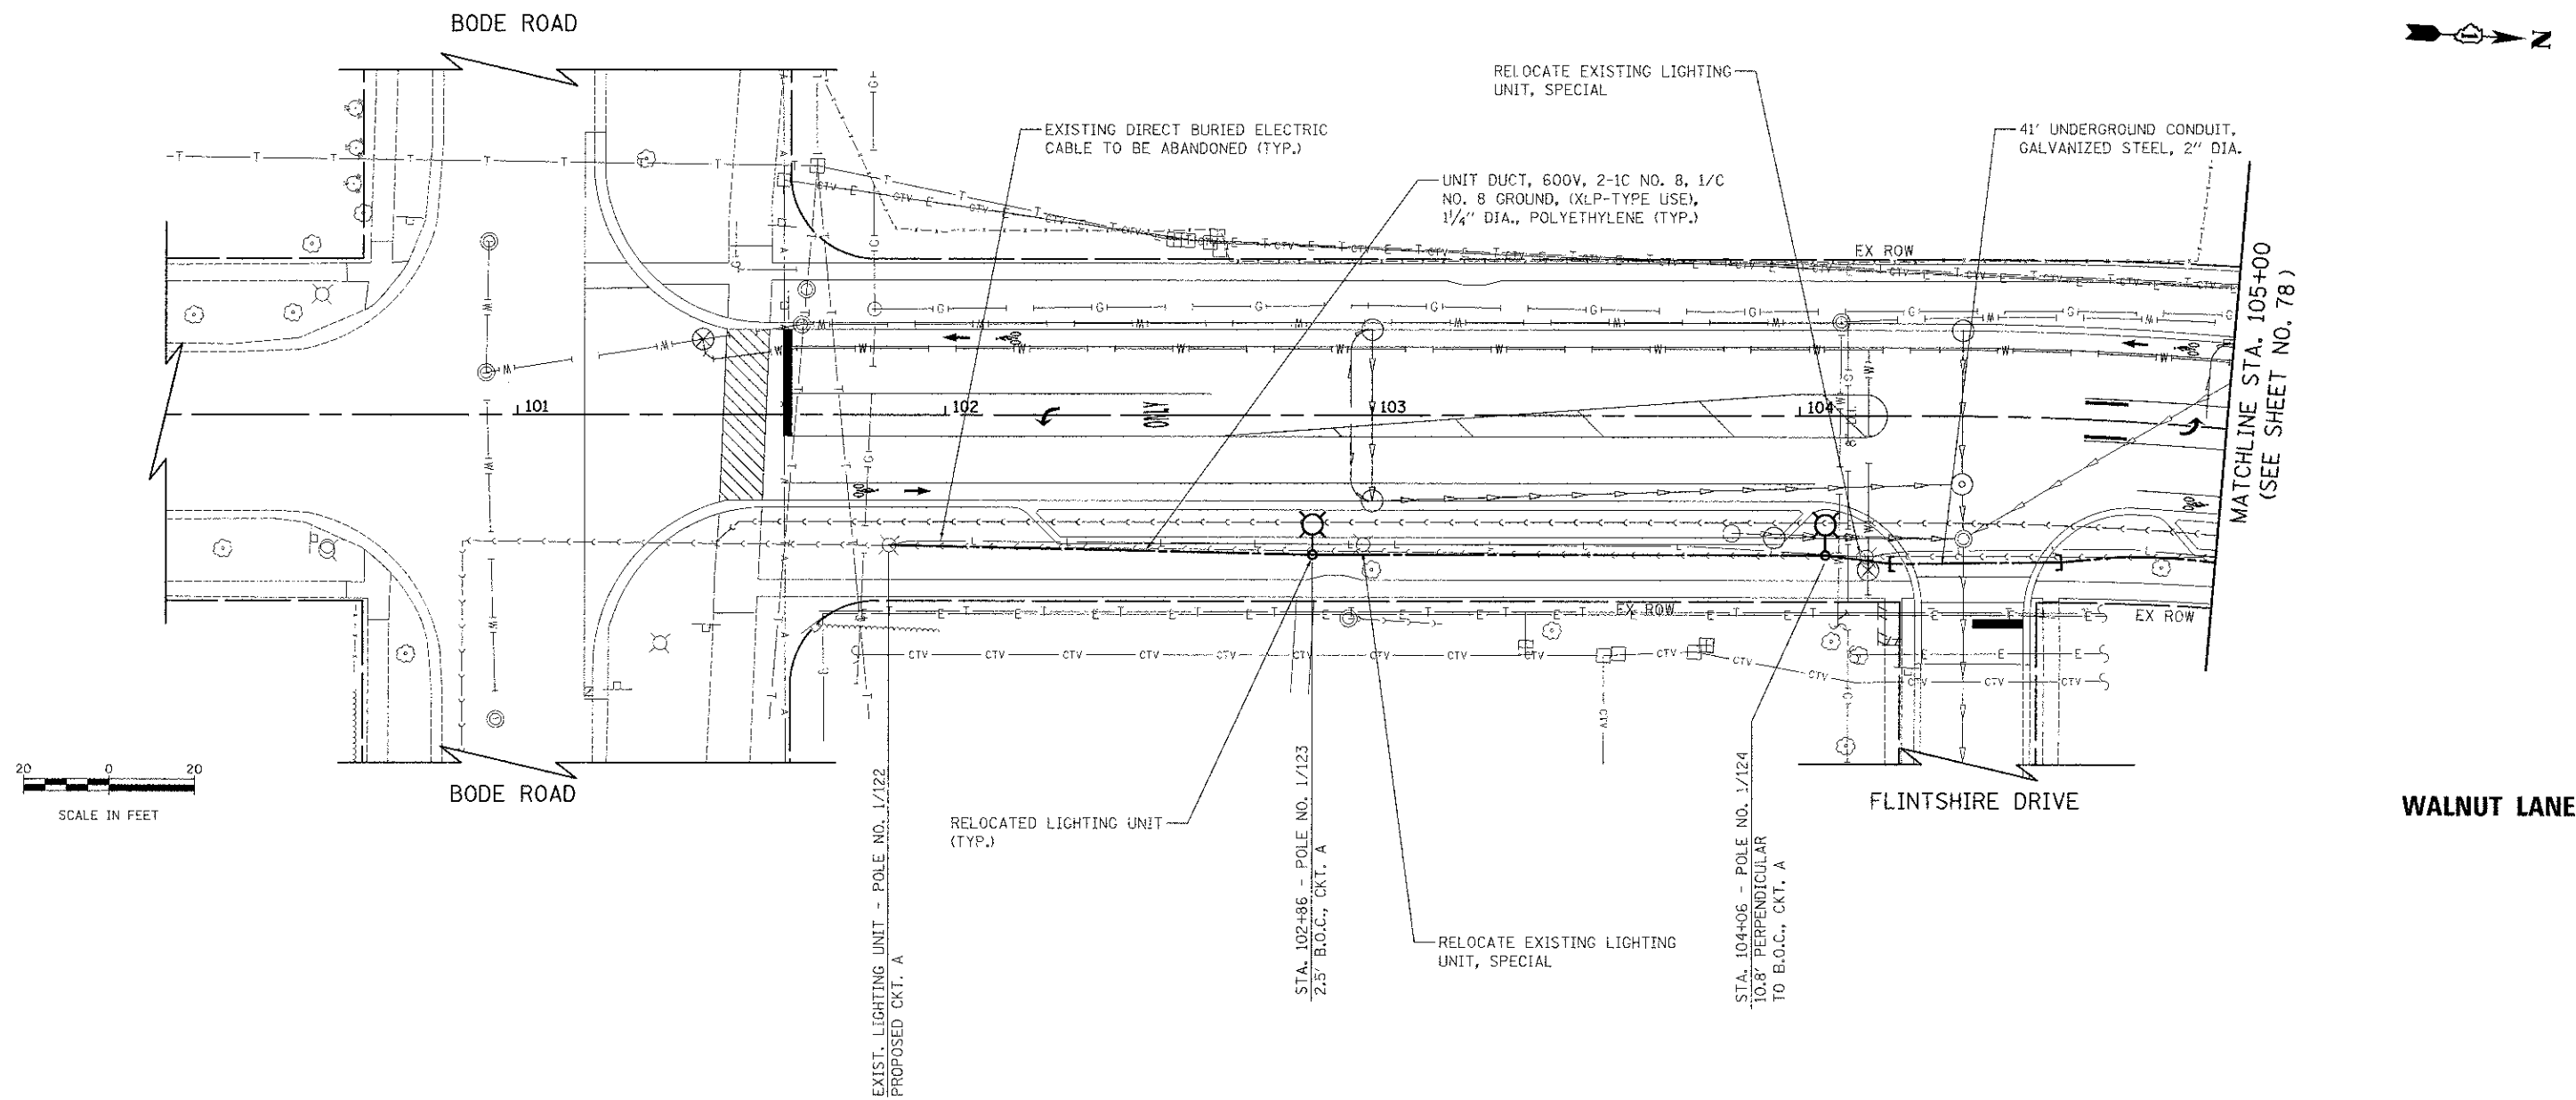 BODE ROAD
N
RELOCATE EXISTING LIGHTING
UNIT, SPECIAL
EXISTING DIRECT BURIED ELECTRIC
CABLE TO BE ABANDONED (TYP.)
41' UNDERGROUND CONDUIT,
GALVANIZED STEEL, 2" DIA.
UNIT DUCT, 600V, 2-1C NO. 8, 1/C
NO. 8 GROUND, (XLP-TYPE USE),
1¼" DIA., POLYETHYLENE (TYP.)
EX ROW
MATCHLINE STA. 105+00
(SEE SHEET NO. 78)
101
102
ONLY
103
104
EX ROW
EX ROW
20 0 20
SCALE IN FEET
BODE ROAD
FLINTSHIRE DRIVE
WALNUT LANE
RELOCATED LIGHTING UNIT
(TYP.)
EXIST. LIGHTING UNIT - POLE NO. 1/122
PROPOSED CKT. A
STA. 102+86 - POLE NO. 1/123
2.5' B.O.C., CKT. A
RELOCATE EXISTING LIGHTING
UNIT, SPECIAL
STA. 104+06 - POLE NO. 1/124
10.8' PERPENDICULAR
TO B.O.C., CKT. A